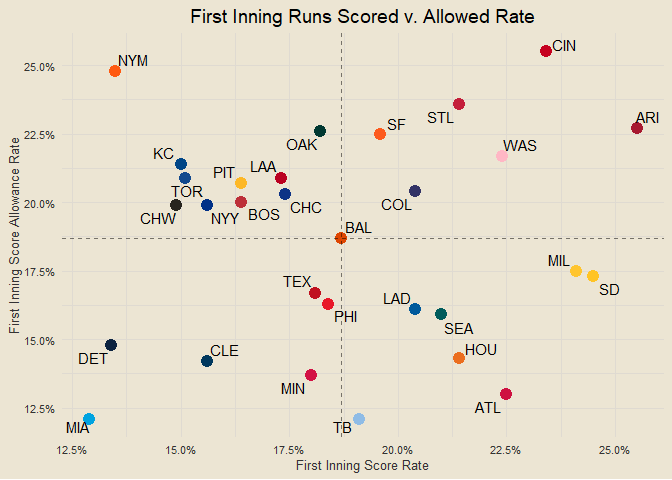 First Inning Runs Scored v. Allowed Rate
CIN
NYM
25.0%
STL
ARI
SF
22.5%
OAK
WAS
KC
PIT
LAA
TOR
COL
20.0%
CHW
NYY
BOS
CHC
BAL
First Inning Score Allowance Rate
17.5%
MIL
SD
TEX
PHI
LAD
SEA
15.0%
DET
CLE
HOU
MIN
ATL
12.5%
MIA
TB
12.5%
15.0%
17.5%
20.0%
22.5%
25.0%
First Inning Score Rate